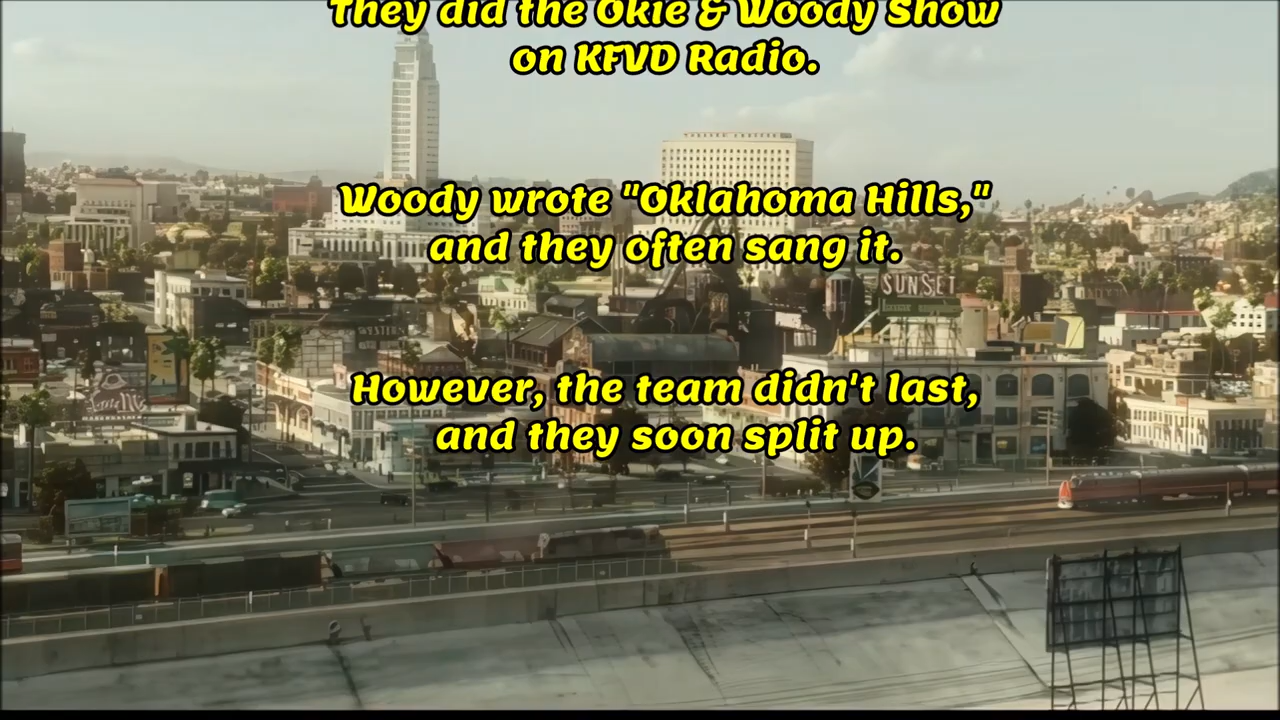 They did the Okie & Woody Show
on KFVD Radio.
Woody wrote "Oklahoma Hills,"
and they often sang it.
SUNSET
WESTERN
However, the team didn't last,
and they soon split up.